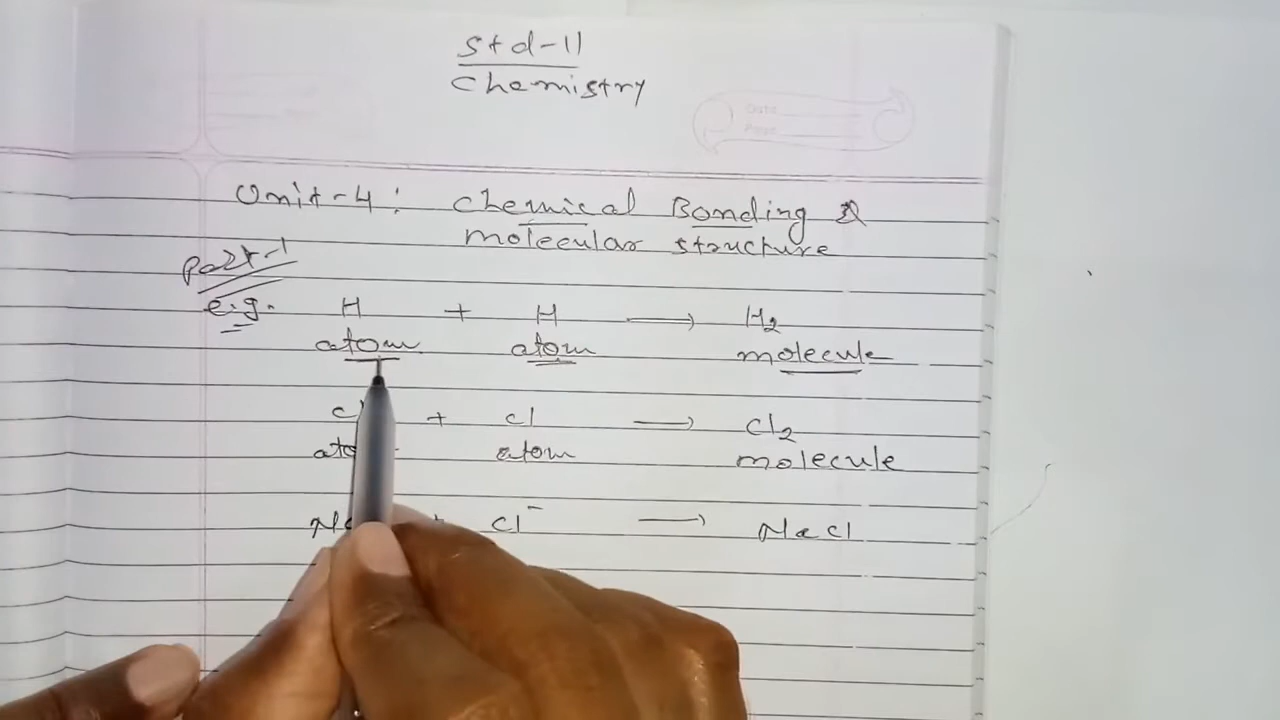 Std-11
Chemistry
Unit-4: Chemical Bonding &
molecular structure
Part-1
e.g. H + H → H₂
atom atom molecule
Cl + Cl → Cl₂
atom molecule
Cl⁻ → NaCl